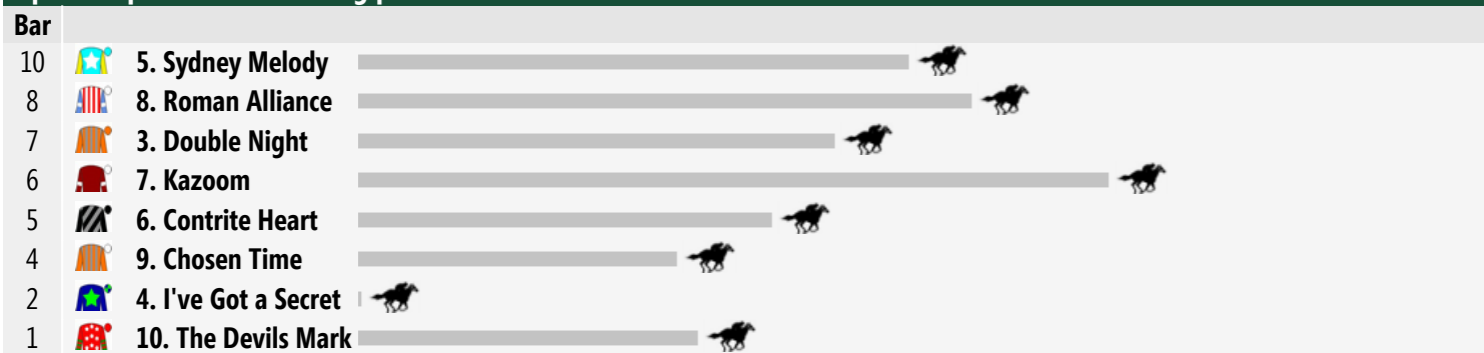 Bar
10 5. Sydney Melody
8 8. Roman Alliance
7 3. Double Night
6 7. Kazoom
5 6. Contrite Heart
4 9. Chosen Time
2 4. I've Got a Secret
1 10. The Devils Mark